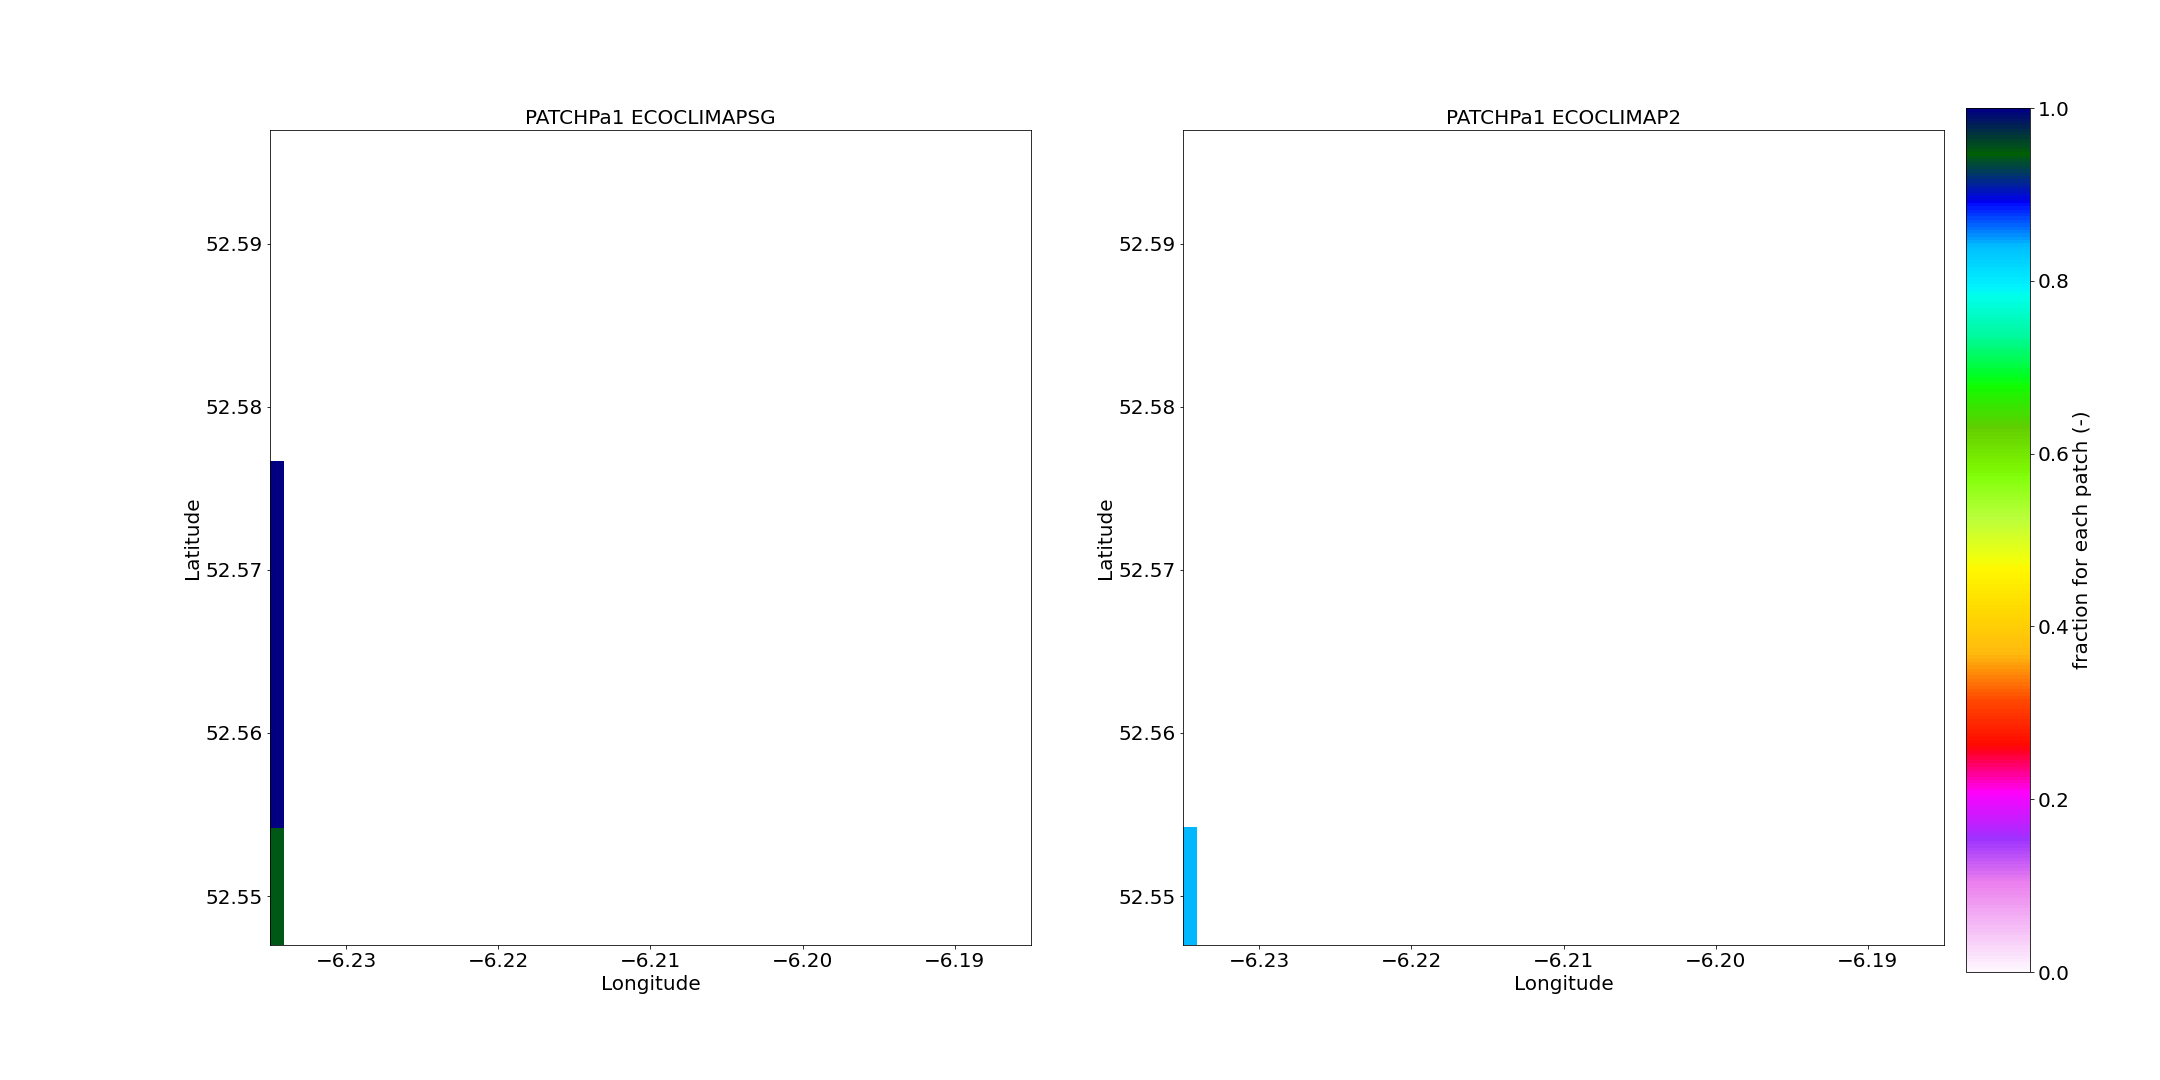 PATCHPa1 ECOCLIMAPSG
52.59
52.58
52.57
52.56
52.55
Latitude
−6.23 −6.22 −6.21 −6.20 −6.19
Longitude
PATCHPa1 ECOCLIMAP2
52.59
52.58
52.57
52.56
52.55
Latitude
−6.23 −6.22 −6.21 −6.20 −6.19
Longitude
1.0
0.8
0.6
0.4
0.2
0.0
fraction for each patch (-)